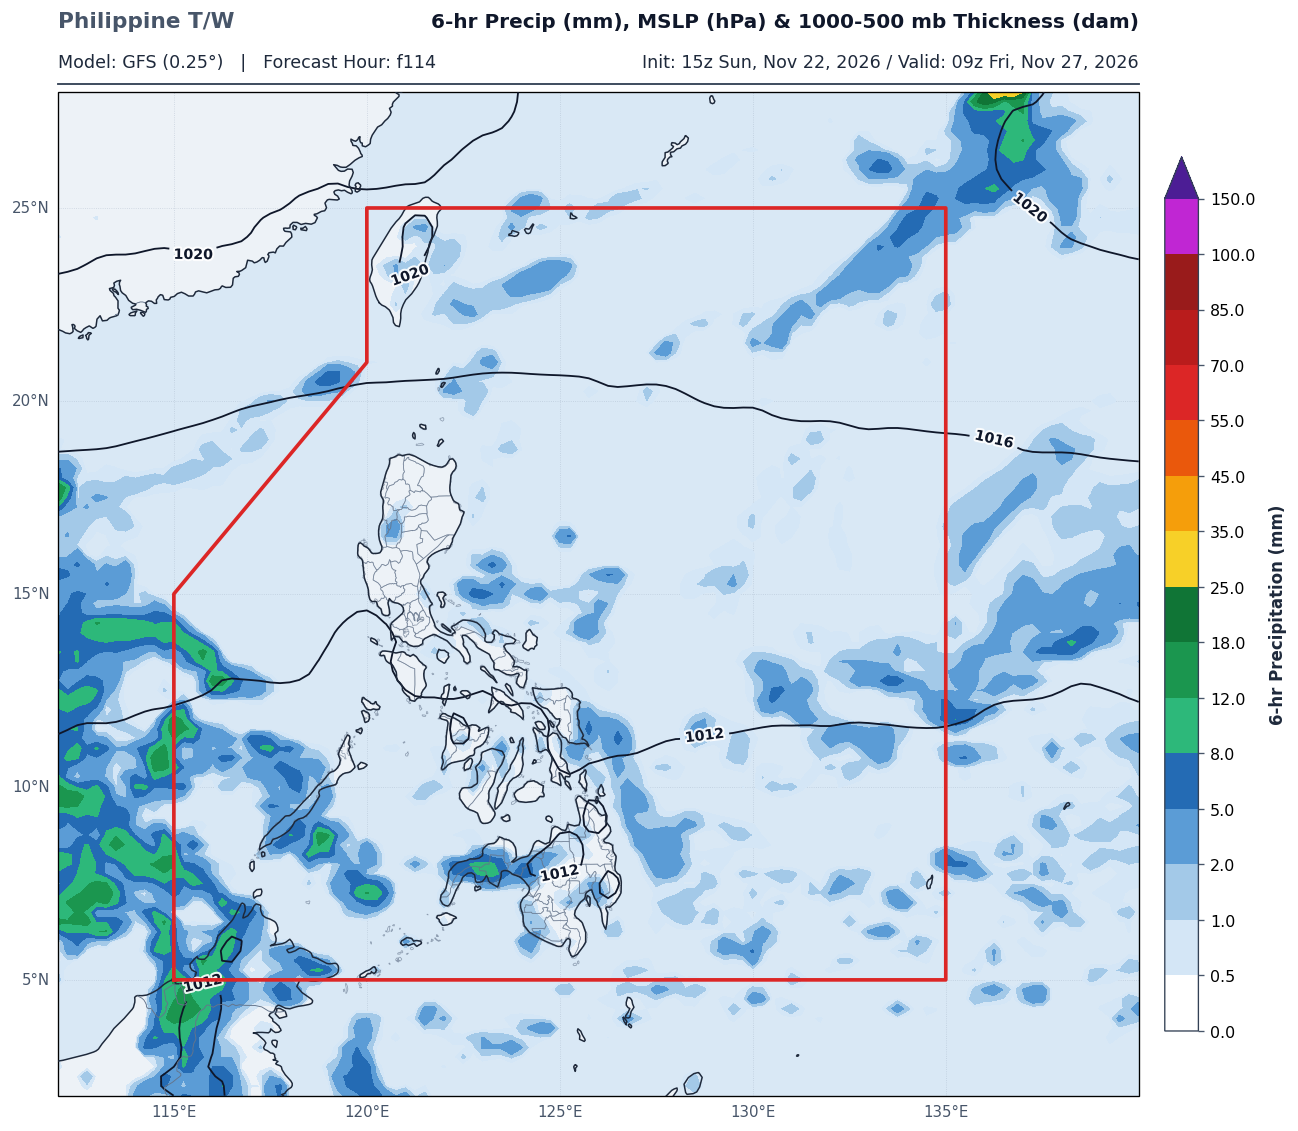 Philippine T/W
6-hr Precip (mm), MSLP (hPa) & 1000-500 mb Thickness (dam)
Model: GFS (0.25°)   |   Forecast Hour: f114
Init: 15z Sun, Nov 22, 2026 / Valid: 09z Fri, Nov 27, 2026
25°N
20°N
15°N
10°N
5°N
115°E
120°E
125°E
130°E
135°E
1020
1020
1020
1016
1012
1012
1012
150.0
100.0
85.0
70.0
55.0
45.0
35.0
25.0
18.0
12.0
8.0
5.0
2.0
1.0
0.5
0.0
6-hr Precipitation (mm)